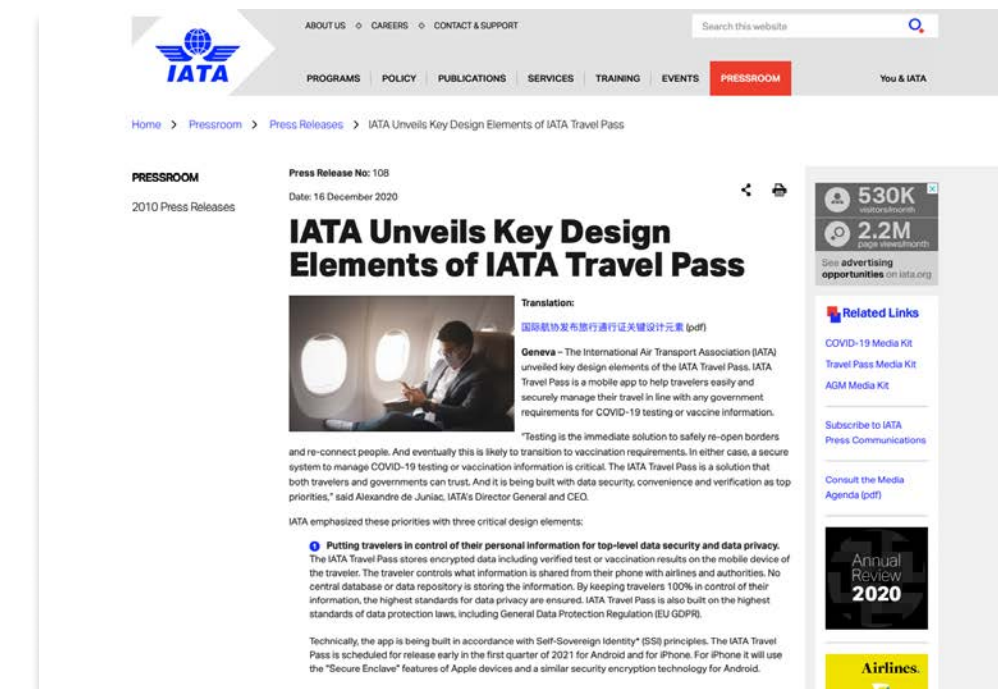 ABOUT US ◇ CAREERS ◇ CONTACT & SUPPORT
Search this website
IATA
PROGRAMS POLICY PUBLICATIONS SERVICES TRAINING EVENTS PRESSROOM You & IATA
Home > Pressroom > Press Releases > IATA Unveils Key Design Elements of IATA Travel Pass
PRESSROOM
2010 Press Releases
Press Release No: 108
Date: 16 December 2020
IATA Unveils Key Design
Elements of IATA Travel Pass
Translation:
国际航协发布旅行通行证关键设计元素 (pdf)
Geneva – The International Air Transport Association (IATA)
unveiled key design elements of the IATA Travel Pass. IATA
Travel Pass is a mobile app to help travelers easily and
securely manage their travel in line with any government
requirements for COVID-19 testing or vaccine information.
"Testing is the immediate solution to safely re-open borders
and re-connect people. And eventually this is likely to transition to vaccination requirements. In either case, a secure
system to manage COVID-19 testing or vaccination information is critical. The IATA Travel Pass is a solution that
both travelers and governments can trust. And it is being built with data security, convenience and verification as top
priorities," said Alexandre de Juniac, IATA's Director General and CEO.
IATA emphasized these priorities with three critical design elements:
1 Putting travelers in control of their personal information for top-level data security and data privacy.
The IATA Travel Pass stores encrypted data including verified test or vaccination results on the mobile device of
the traveler. The traveler controls what information is shared from their phone with airlines and authorities. No
central database or data repository is storing the information. By keeping travelers 100% in control of their
information, the highest standards for data privacy are ensured. IATA Travel Pass is also built on the highest
standards of data protection laws, including General Data Protection Regulation (EU GDPR).
Technically, the app is being built in accordance with Self-Sovereign Identity* (SSI) principles. The IATA Travel
Pass is scheduled for release early in the first quarter of 2021 for Android and for iPhone. For iPhone it will use
the "Secure Enclave" features of Apple devices and a similar security encryption technology for Android.
530K
visitors/month
2.2M
page views/month
See advertising
opportunities on iata.org
Related Links
COVID-19 Media Kit
Travel Pass Media Kit
AGM Media Kit
Subscribe to IATA
Press Communications
Consult the Media
Agenda (pdf)
Annual
Review
2020
Airlines.